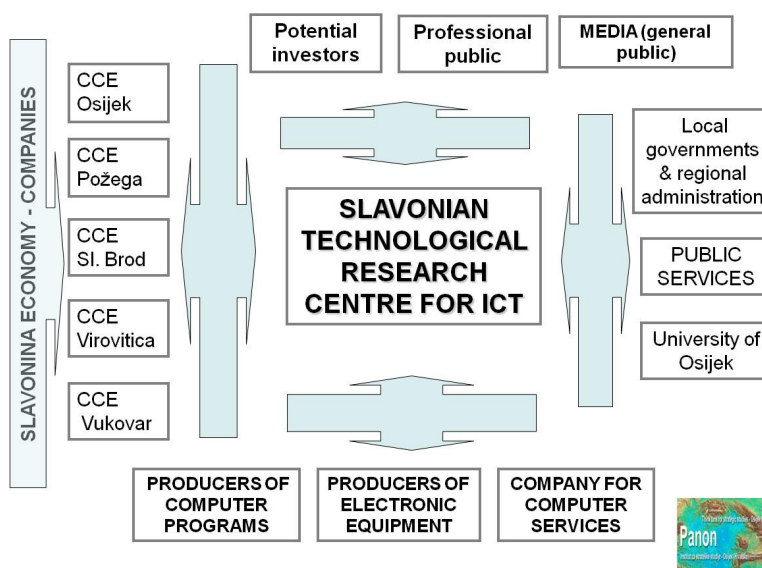 Potential
investors
Professional
public
MEDIA (general
public)
SLAVONINA ECONOMY - COMPANIES
CCE
Osijek
CCE
Požega
CCE
Sl. Brod
CCE
Virovitica
CCE
Vukovar
SLAVONIAN
TECHNOLOGICAL
RESEARCH
CENTRE FOR ICT
Local
governments
& regional
administration
PUBLIC
SERVICES
University of
Osijek
PRODUCERS OF
COMPUTER
PROGRAMS
PRODUCERS OF
ELECTRONIC
EQUIPMENT
COMPANY FOR
COMPUTER
SERVICES
Panon